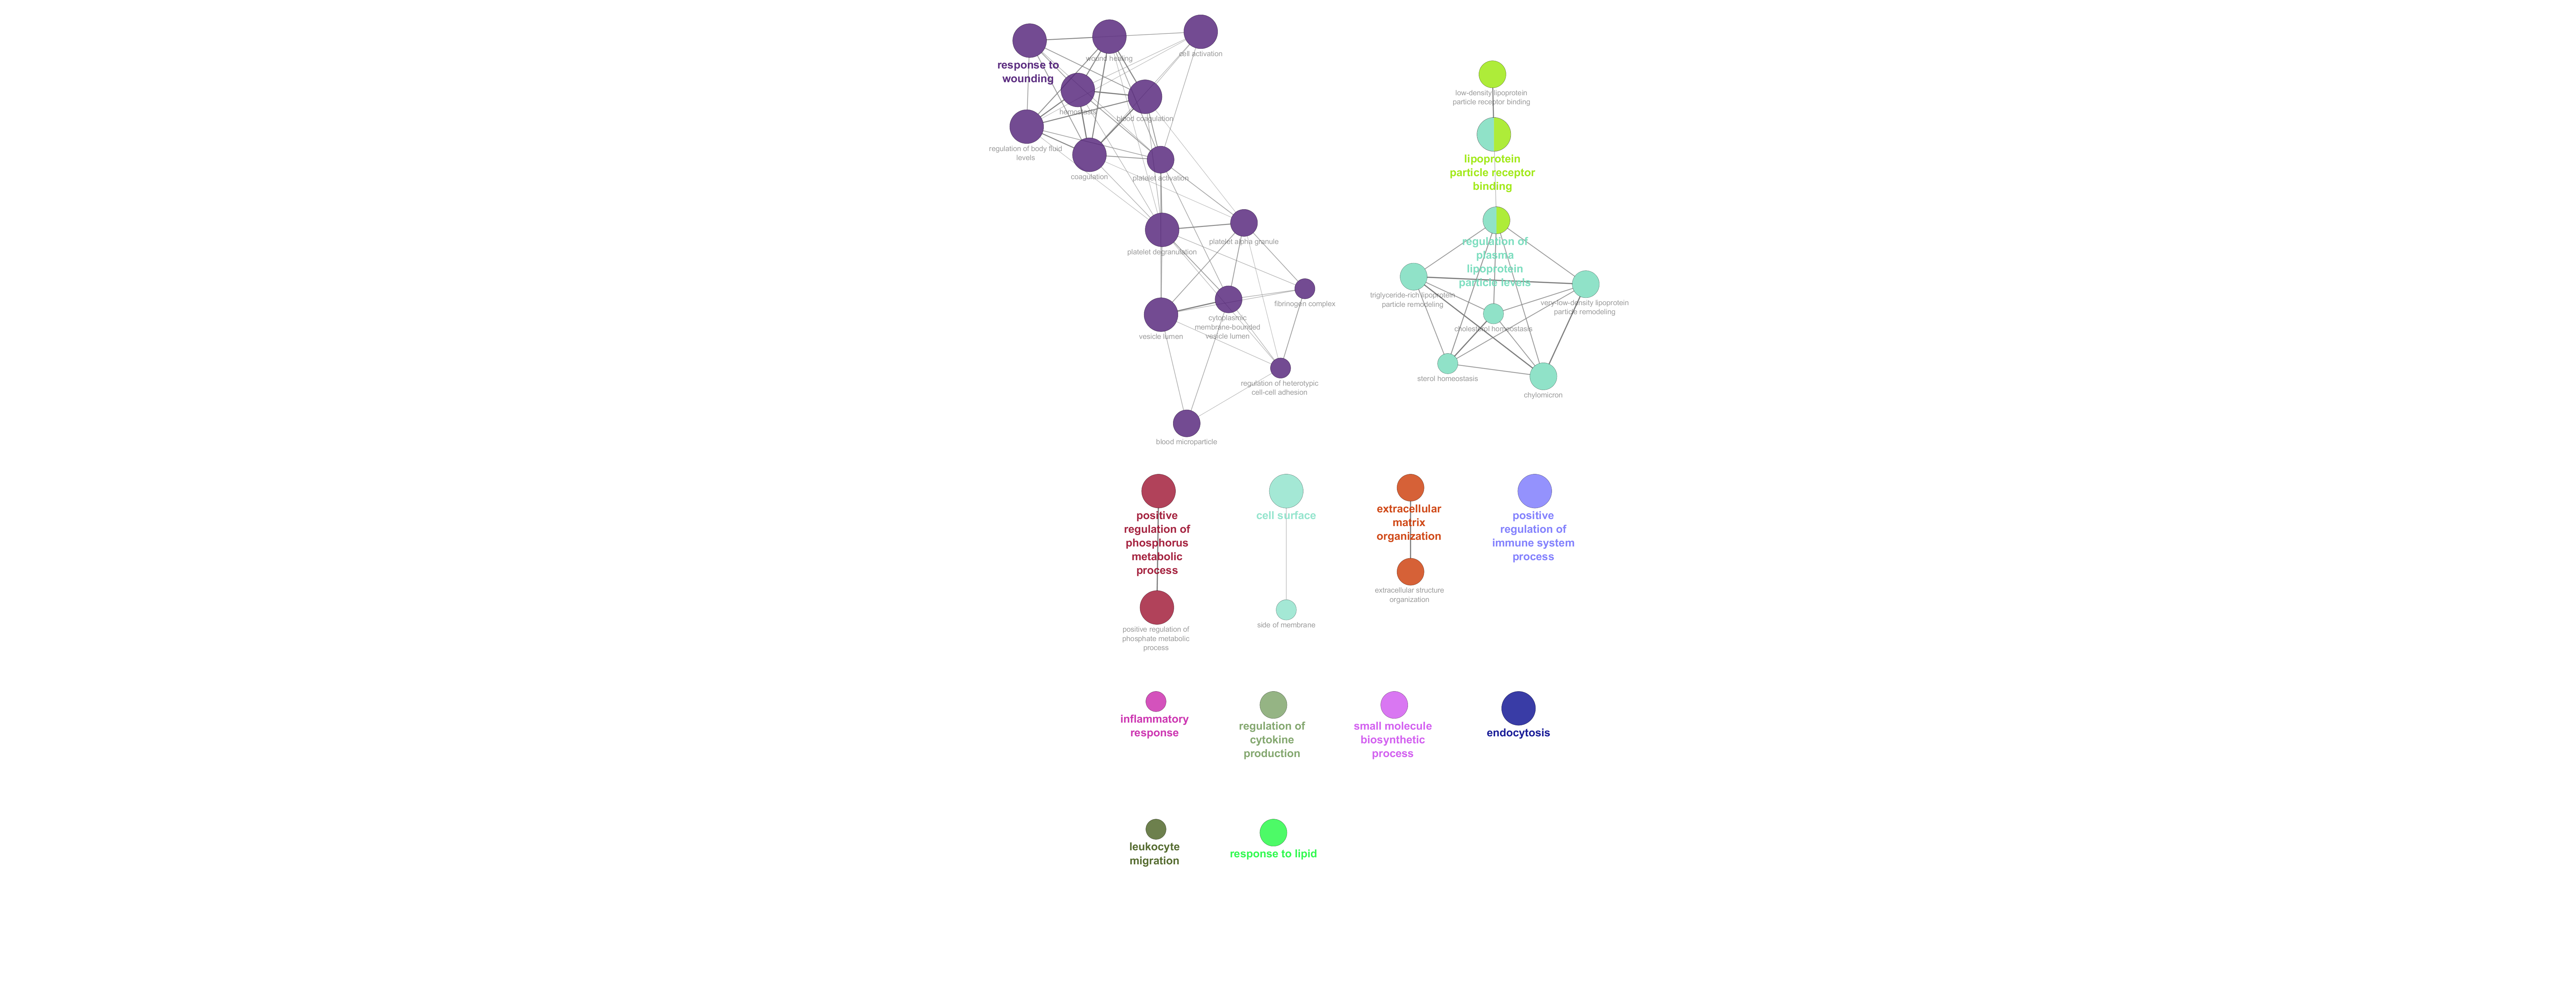 cell activation
wound healing
response to
wounding
hemostasis
blood coagulation
regulation of body fluid
levels
coagulation
platelet activation
platelet degranulation
platelet alpha granule
fibrinogen complex
cytoplasmic
membrane-bounded
vesicle lumen
vesicle lumen
regulation of heterotypic
cell-cell adhesion
blood microparticle
low-density lipoprotein
particle receptor binding
lipoprotein
particle receptor
binding
regulation of
plasma
lipoprotein
particle levels
triglyceride-rich lipoprotein
particle remodeling
very-low-density lipoprotein
particle remodeling
cholesterol homeostasis
sterol homeostasis
chylomicron
positive
regulation of
phosphorus
metabolic
process
positive regulation of
phosphate metabolic
process
cell surface
side of membrane
extracellular
matrix
organization
extracellular structure
organization
positive
regulation of
immune system
process
inflammatory
response
regulation of
cytokine
production
small molecule
biosynthetic
process
endocytosis
leukocyte
migration
response to lipid